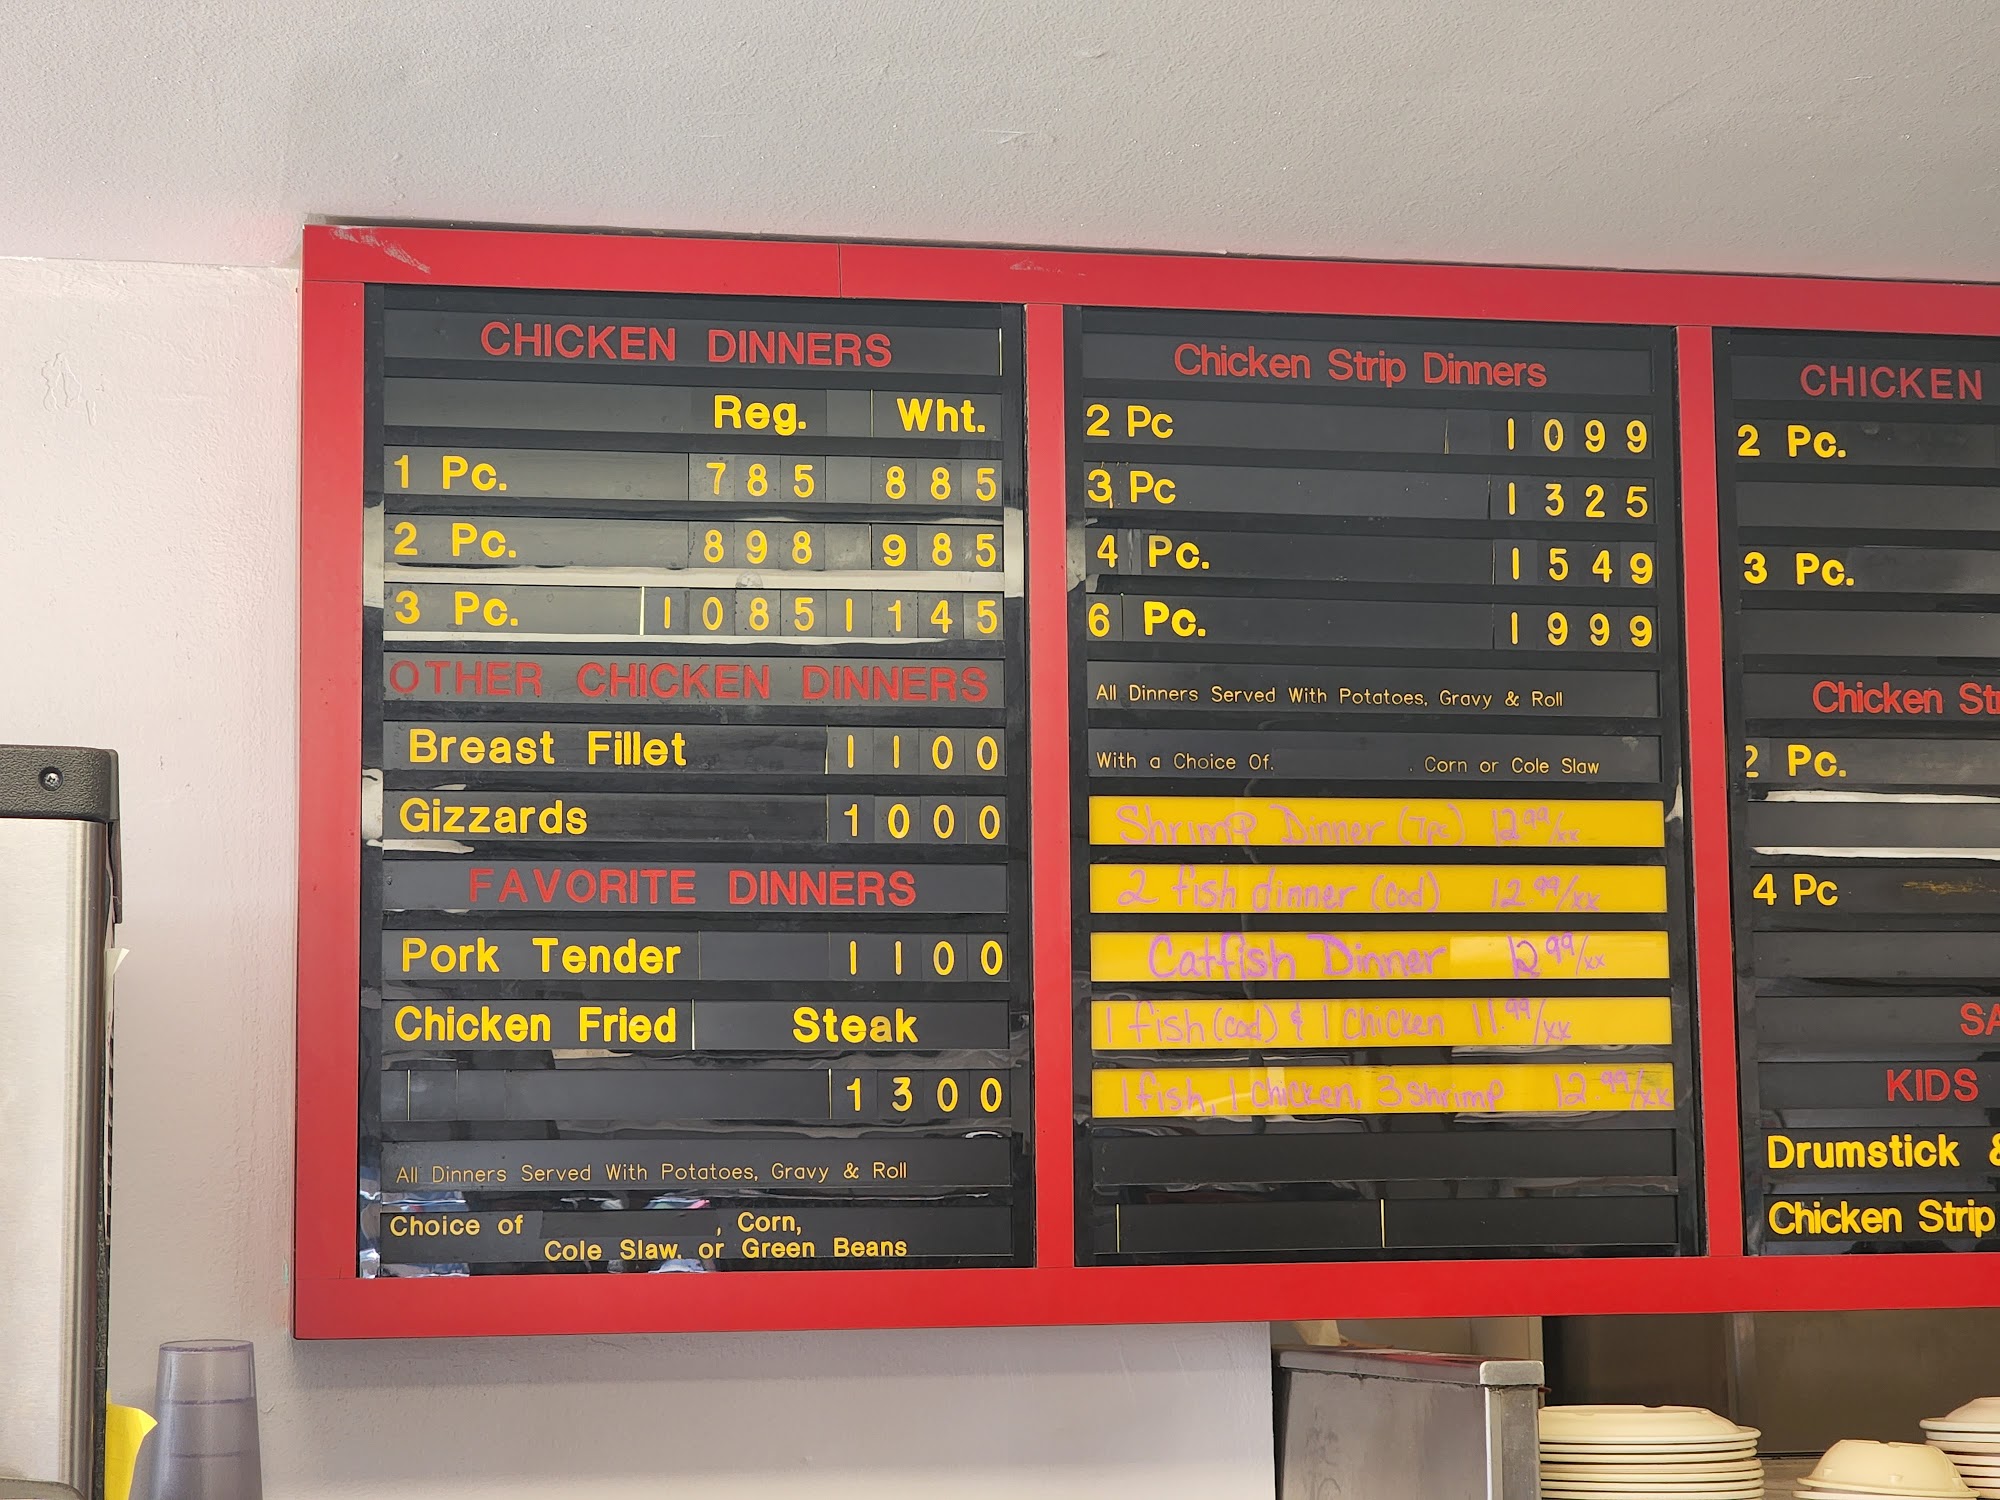 CHICKEN DINNERS
Reg. Wht.
1 Pc. 785 885
2 Pc. 898 985
3 Pc. 1085 1145
OTHER CHICKEN DINNERS
Breast Fillet 1100
Gizzards 1000
FAVORITE DINNERS
Pork Tender 1100
Chicken Fried Steak
1300
All Dinners Served With Potatoes, Gravy & Roll
Choice of , Corn,
Cole Slaw, or Green Beans
Chicken Strip Dinners
2 Pc 1099
3 Pc 1325
4 Pc. 1549
6 Pc. 1999
All Dinners Served With Potatoes, Gravy & Roll
With a Choice Of. . Corn or Cole Slaw
Shrimp Dinner (7pc) 12.99/xx
2 fish dinner (cod) 12.99/xx
Catfish Dinner 12.99/xx
1 fish (cod) & 1 Chicken 11.99/xx
1 fish, 1 chicken, 3 shrimp 12.99/xx
CHICKEN
2 Pc.
3 Pc.
Chicken St
2 Pc.
4 Pc
SA
KIDS
Drumstick &
Chicken Strip